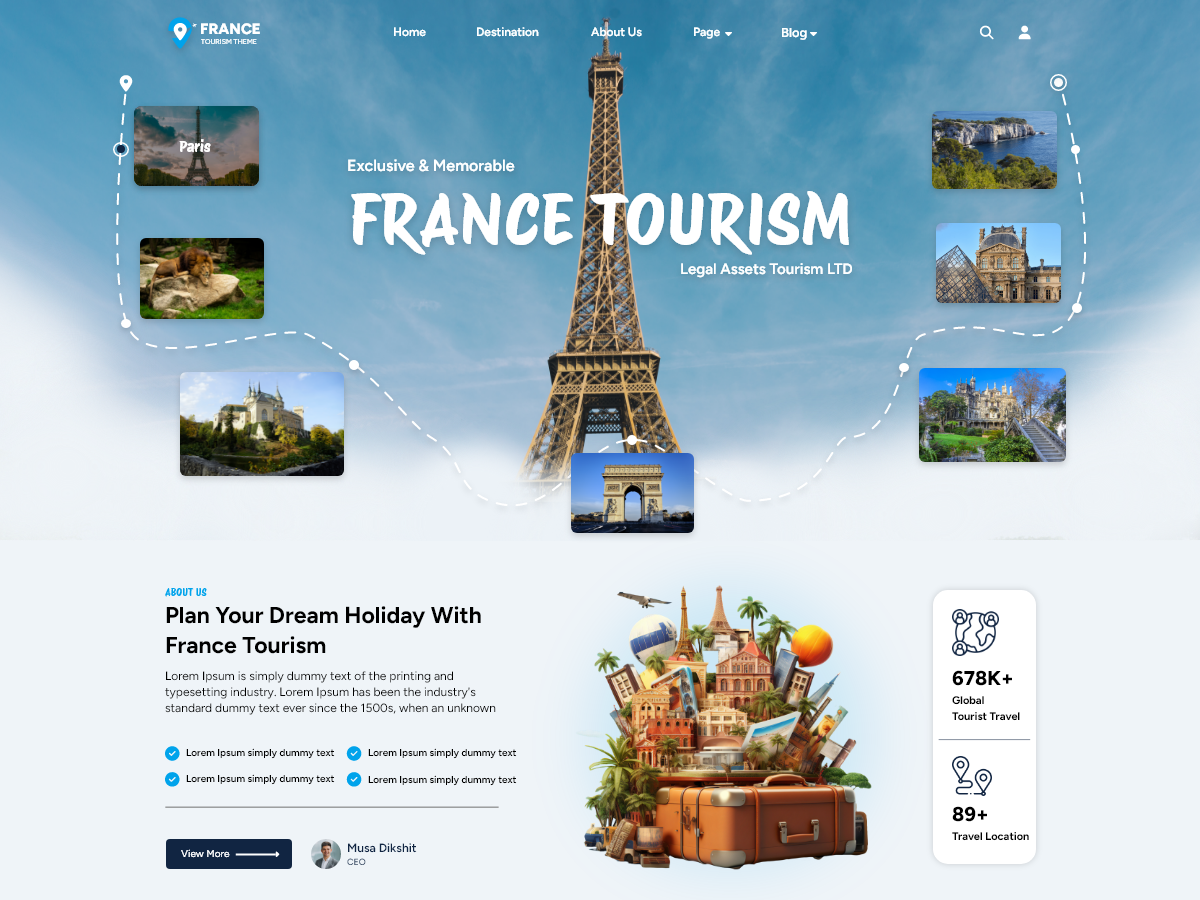 FRANCE
TOURISM THEME
Home
Destination
About Us
Page
Blog
Paris
Exclusive & Memorable
FRANCE TOURISM
Legal Assets Tourism LTD
ABOUT US
Plan Your Dream Holiday With
France Tourism
Lorem Ipsum is simply dummy text of the printing and
typesetting industry. Lorem Ipsum has been the industry's
standard dummy text ever since the 1500s, when an unknown
Lorem Ipsum simply dummy text
Lorem Ipsum simply dummy text
Lorem Ipsum simply dummy text
Lorem Ipsum simply dummy text
View More
Musa Dikshit
CEO
678K+
Global
Tourist Travel
89+
Travel Location